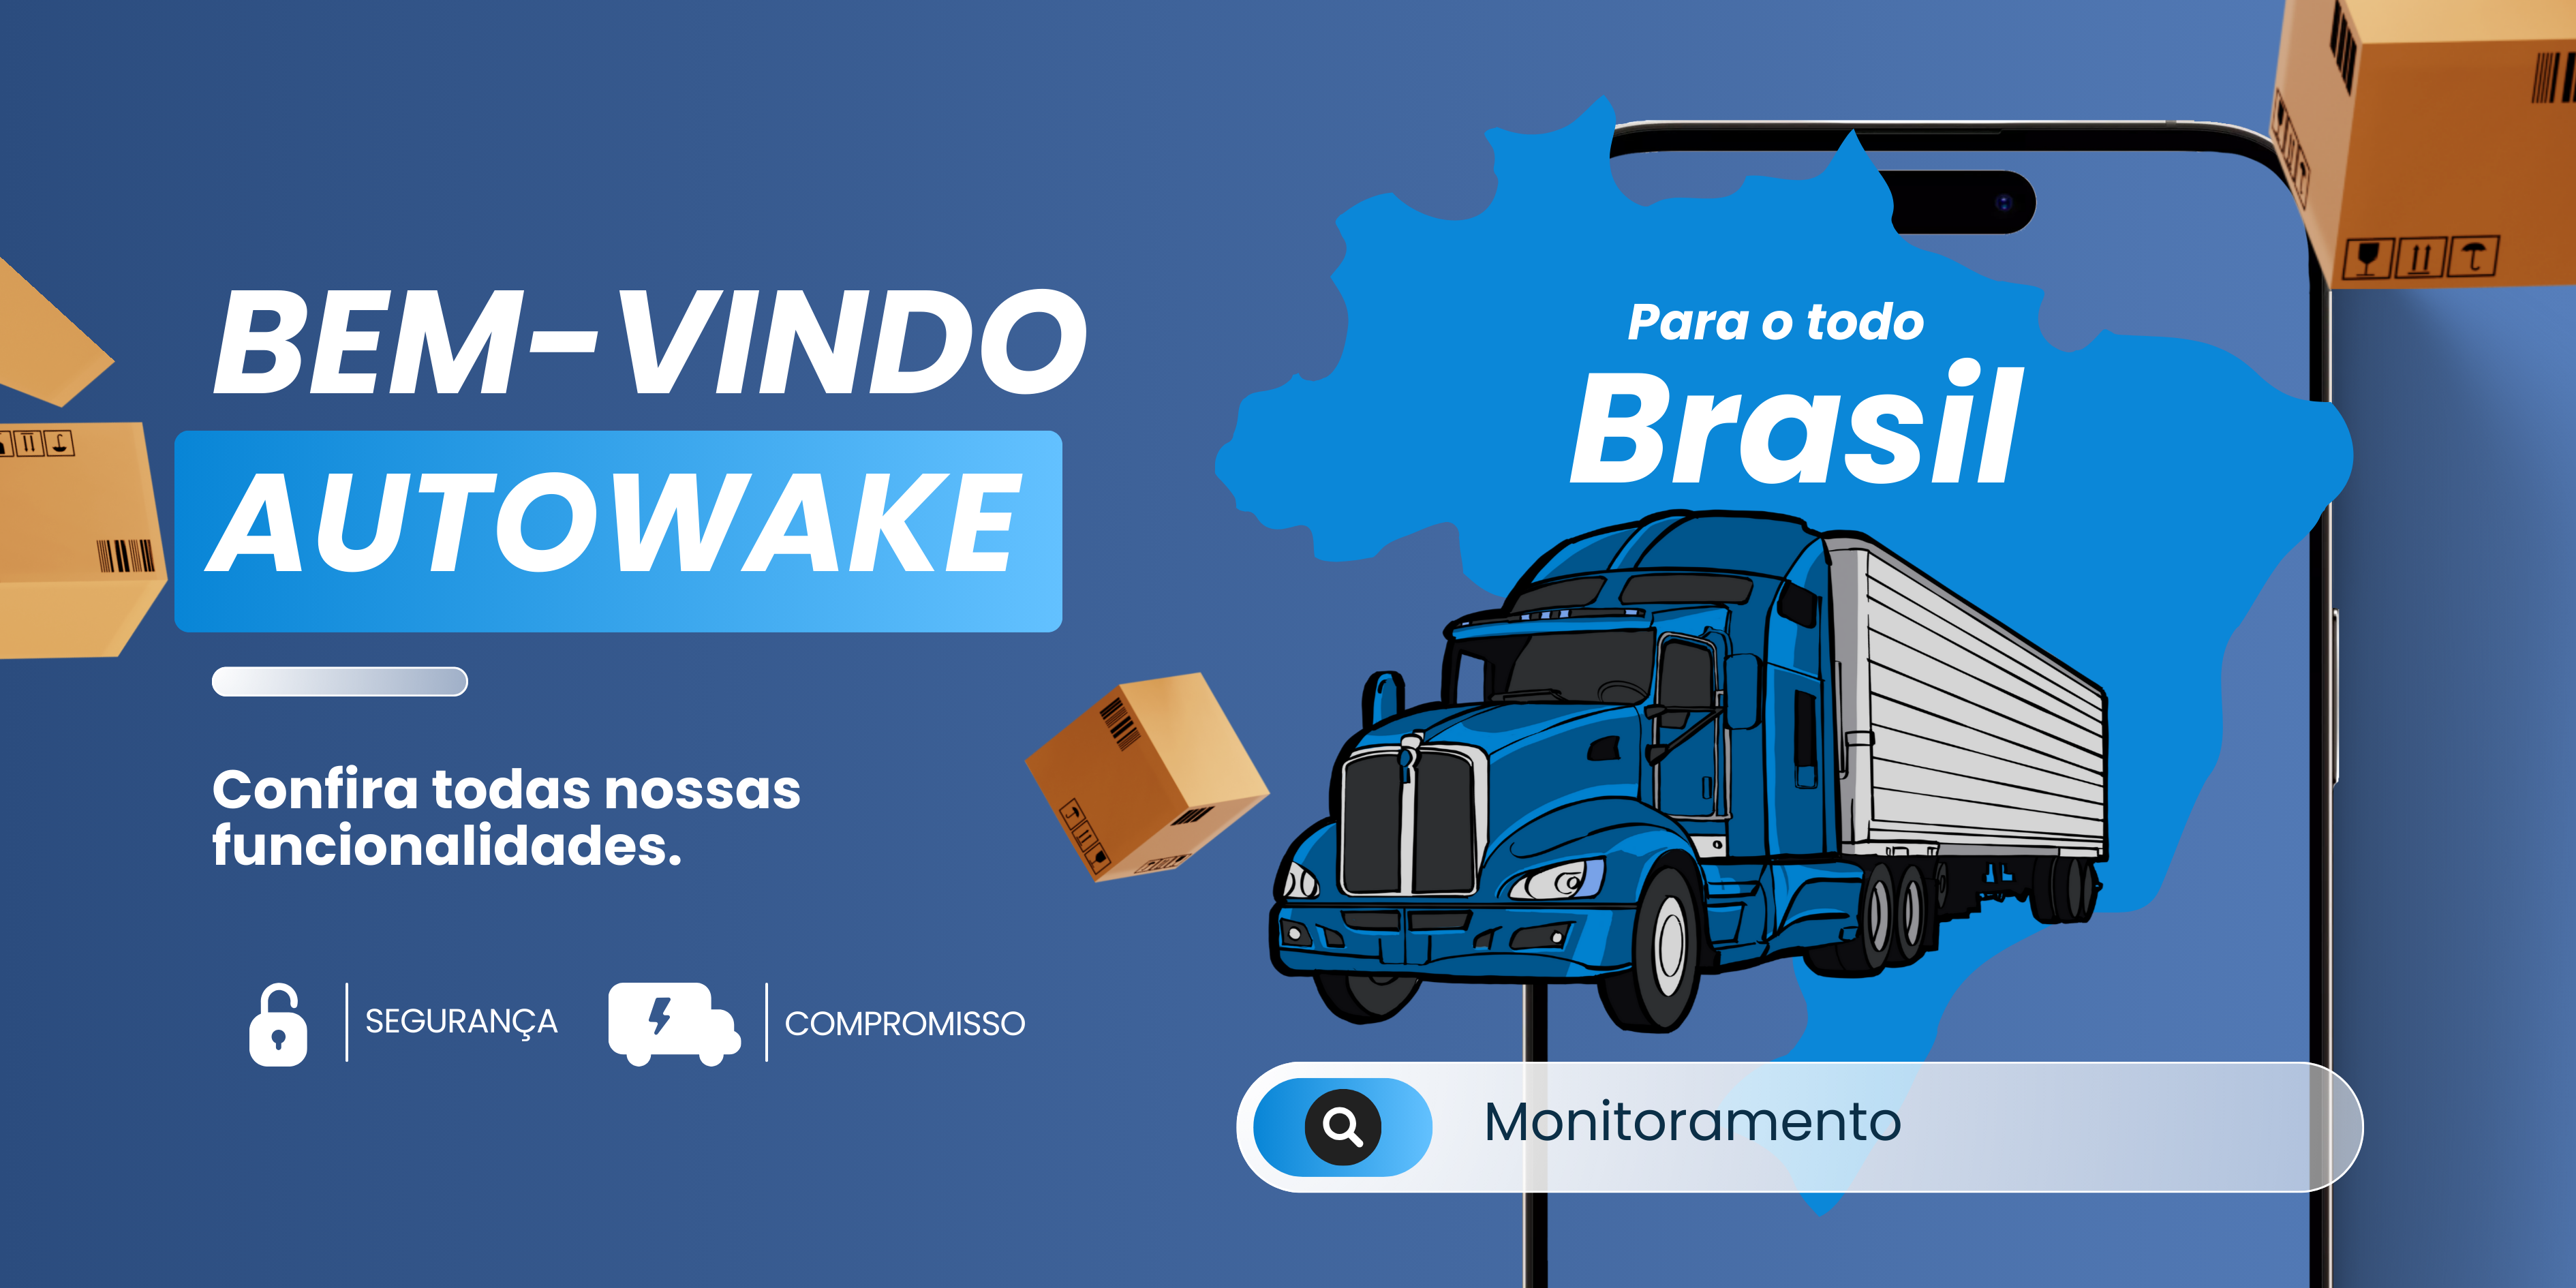 BEM-VINDO
AUTOWAKE
Confira todas nossas
funcionalidades.
SEGURANÇA
COMPROMISSO
Para o todo
Brasil
Monitoramento